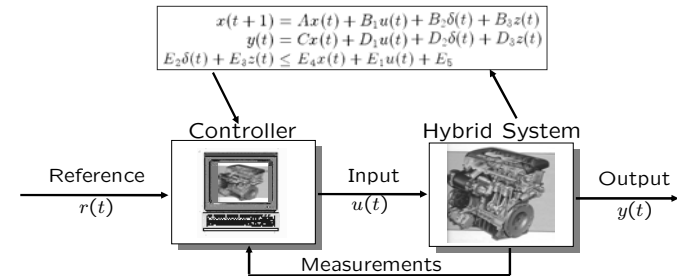 x(t+1) = Ax(t) + B₁u(t) + B₂δ(t) + B₃z(t)
y(t) = Cx(t) + D₁u(t) + D₂δ(t) + D₃z(t)
E₂δ(t) + E₃z(t) ≤ E₄x(t) + E₁u(t) + E₅
Controller
Hybrid System
Reference
r(t)
Input
u(t)
Output
y(t)
Measurements